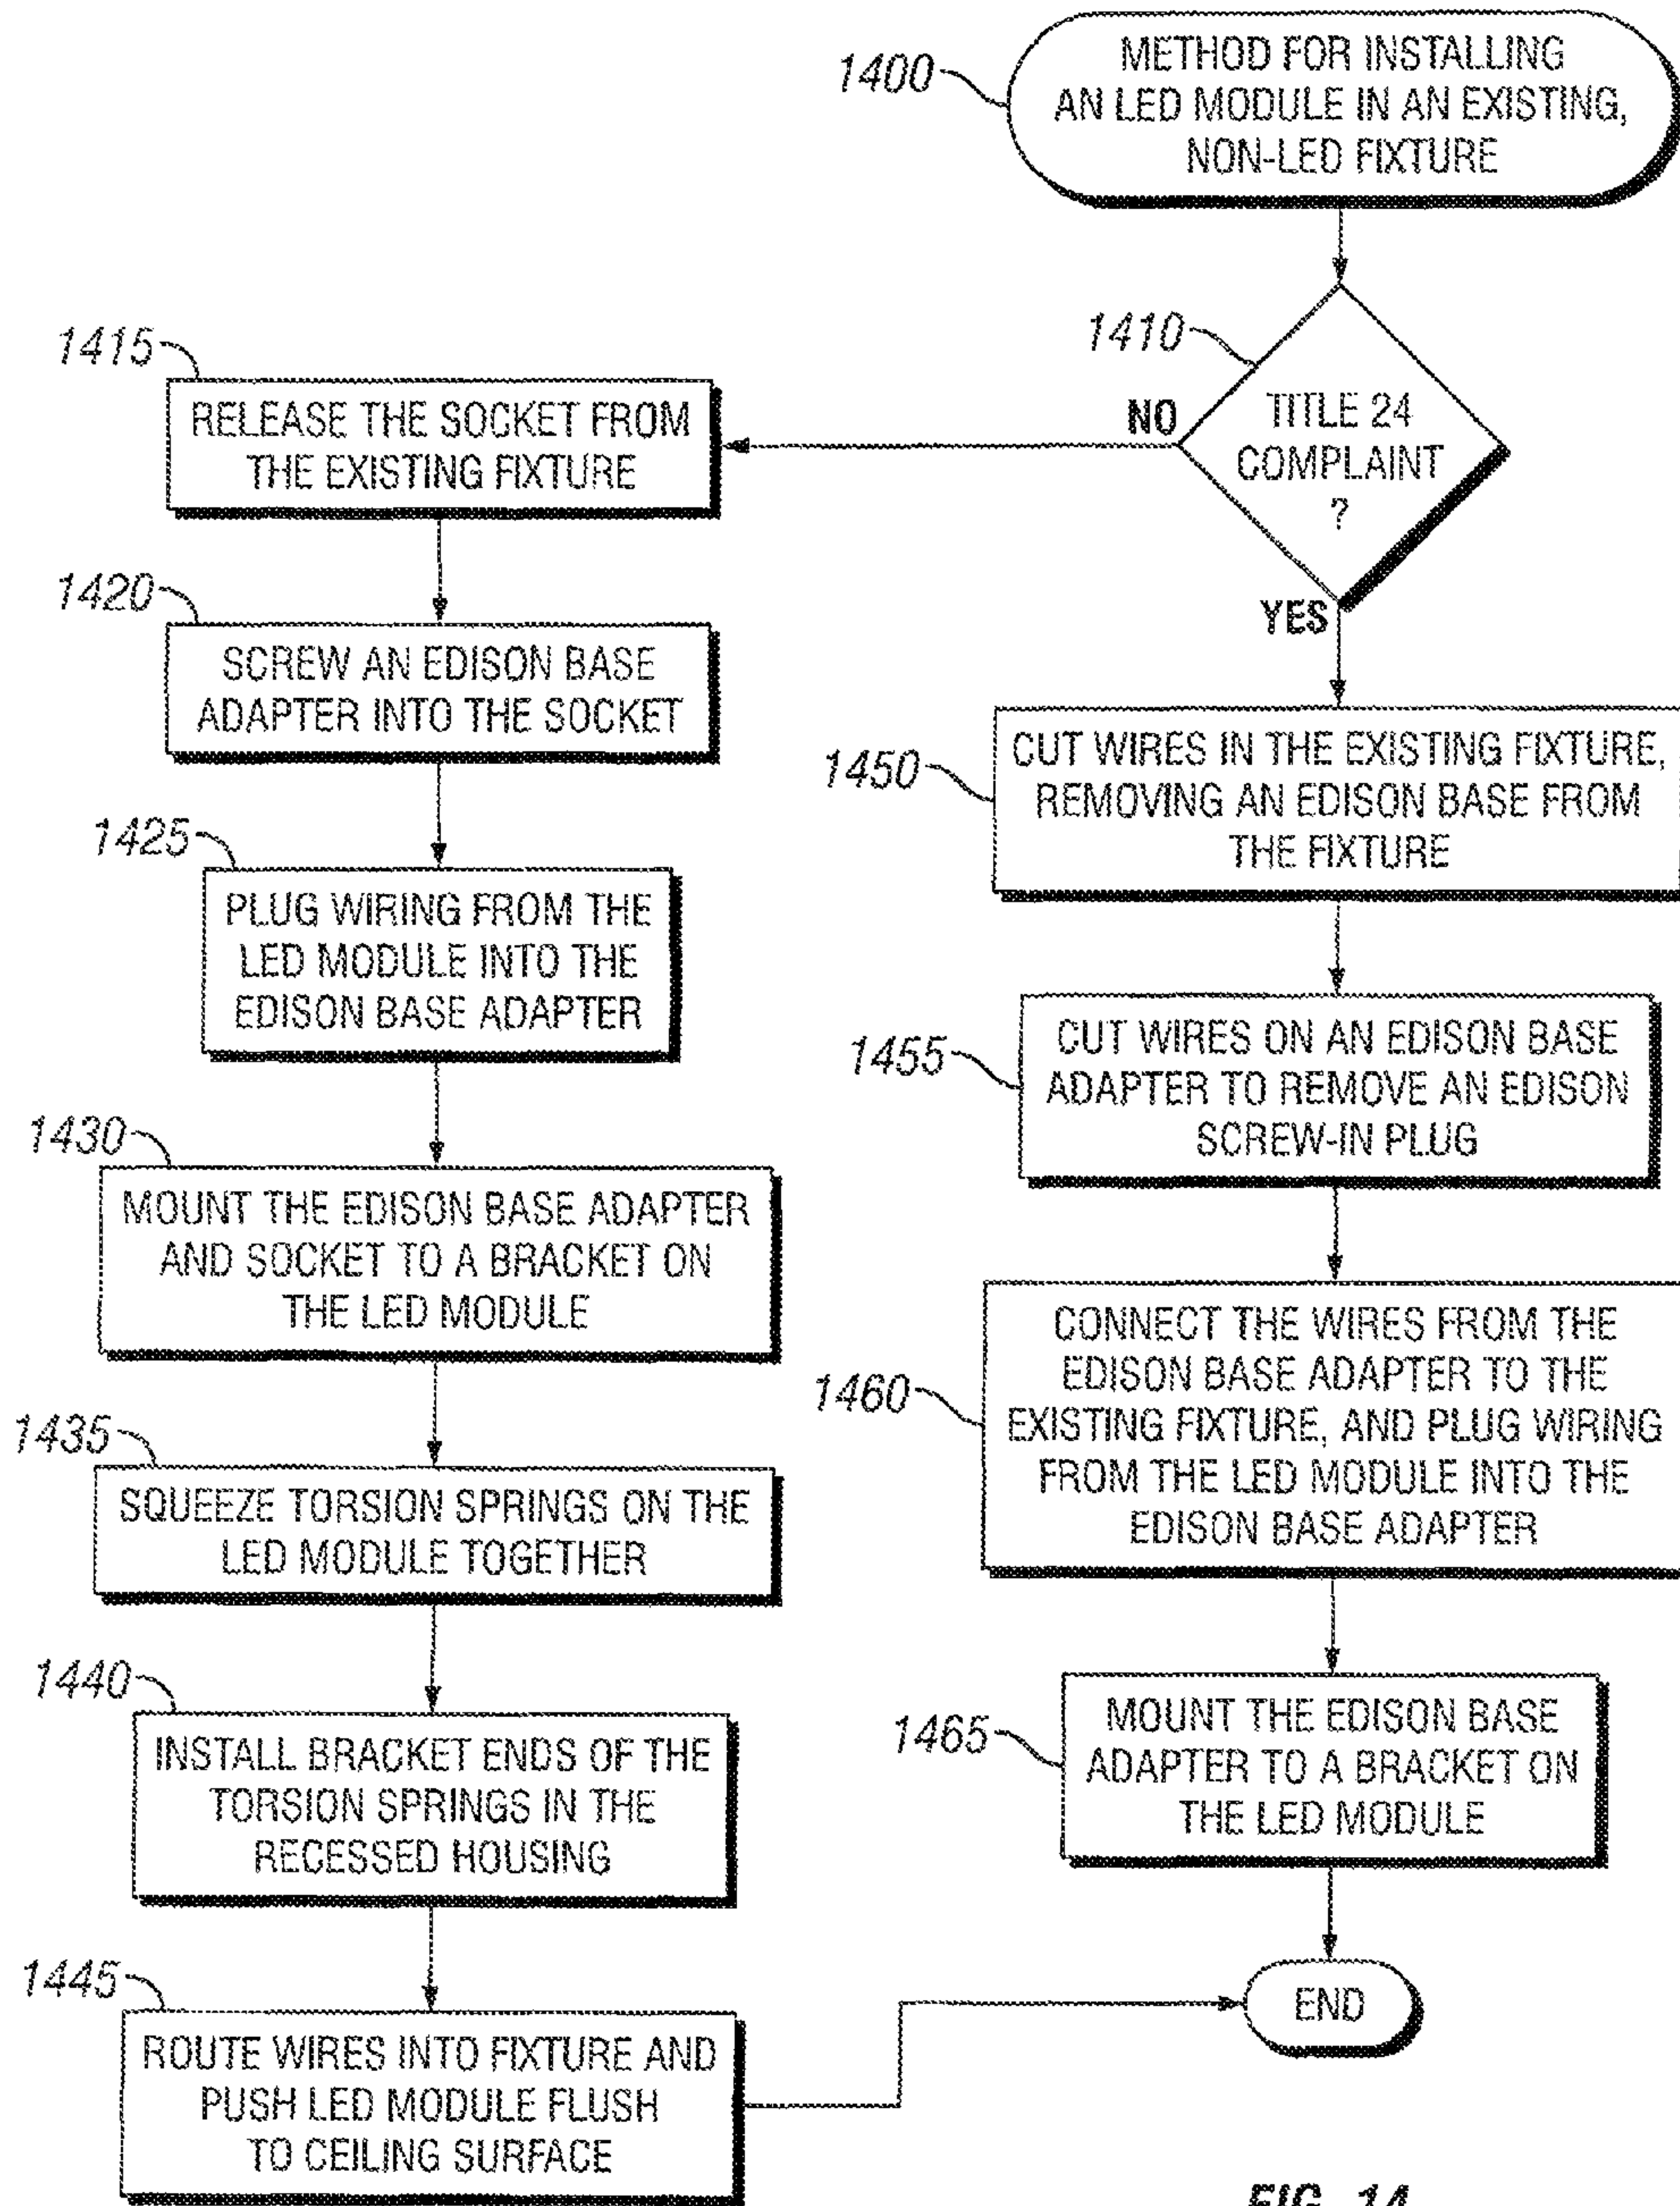 1400
METHOD FOR INSTALLING
AN LED MODULE IN AN EXISTING,
NON-LED FIXTURE
1410
TITLE 24
COMPLAINT
?
NO
YES
1415
RELEASE THE SOCKET FROM
THE EXISTING FIXTURE
1420
SCREW AN EDISON BASE
ADAPTER INTO THE SOCKET
1425
PLUG WIRING FROM THE
LED MODULE INTO THE
EDISON BASE ADAPTER
1430
MOUNT THE EDISON BASE ADAPTER
AND SOCKET TO A BRACKET ON
THE LED MODULE
1435
SQUEEZE TORSION SPRINGS ON THE
LED MODULE TOGETHER
1440
INSTALL BRACKET ENDS OF THE
TORSION SPRINGS IN THE
RECESSED HOUSING
1445
ROUTE WIRES INTO FIXTURE AND
PUSH LED MODULE FLUSH
TO CEILING SURFACE
1450
CUT WIRES IN THE EXISTING FIXTURE,
REMOVING AN EDISON BASE FROM
THE FIXTURE
1455
CUT WIRES ON AN EDISON BASE
ADAPTER TO REMOVE AN EDISON
SCREW-IN PLUG
1460
CONNECT THE WIRES FROM THE
EDISON BASE ADAPTER TO THE
EXISTING FIXTURE, AND PLUG WIRING
FROM THE LED MODULE INTO THE
EDISON BASE ADAPTER
1465
MOUNT THE EDISON BASE
ADAPTER TO A BRACKET ON
THE LED MODULE
END
FIG. 14